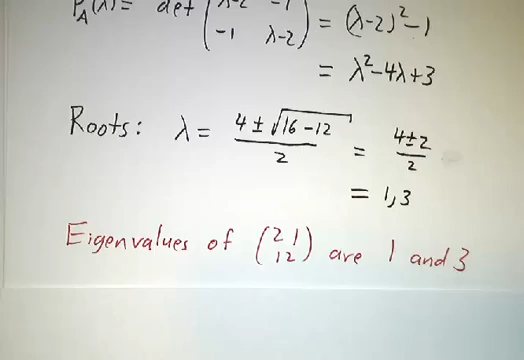 P_A(λ) = det (λ-2 -1
-1 λ-2) = (λ-2)²-1
= λ²-4λ+3
Roots: λ = (4 ± √(16-12))/2 = (4±2)/2
= 1,3
Eigenvalues of (2 1
1 2) are 1 and 3